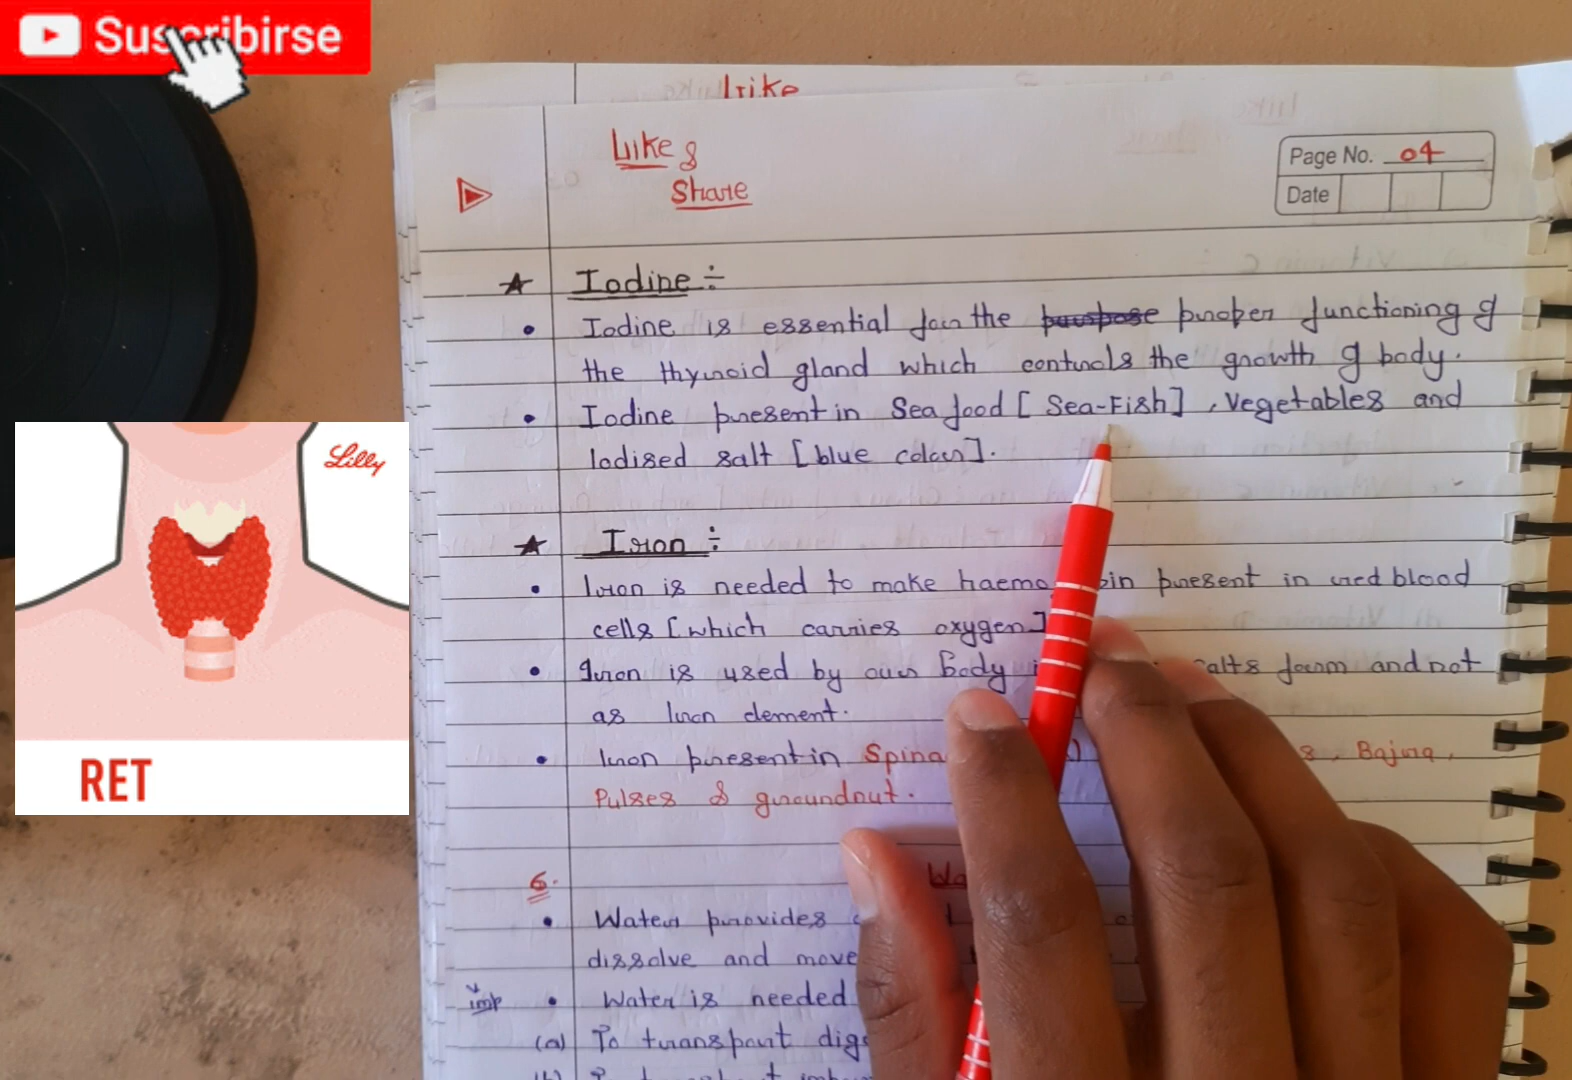 Suscribirse
Like
Like &
Share
Page No. 04
Date
Iodine ÷
• Iodine is essential for the purpose proper functioning of
the thyroid gland which controls the growth of body.
• Iodine present in Sea food [ Sea-Fish] , Vegetables and
Iodised salt [blue colour].
Iron ÷
• Iron is needed to make haemo bin present in red blood
cells [which carries oxygen]
• Iron is used by our body salts form and not
as Iron element.
• Iron present in Spina Bajra,
Pulses & groundnut.
6.
• Water provides
dissolve and move
imp • Water is needed
(a) To transport dig
Lilly
RET